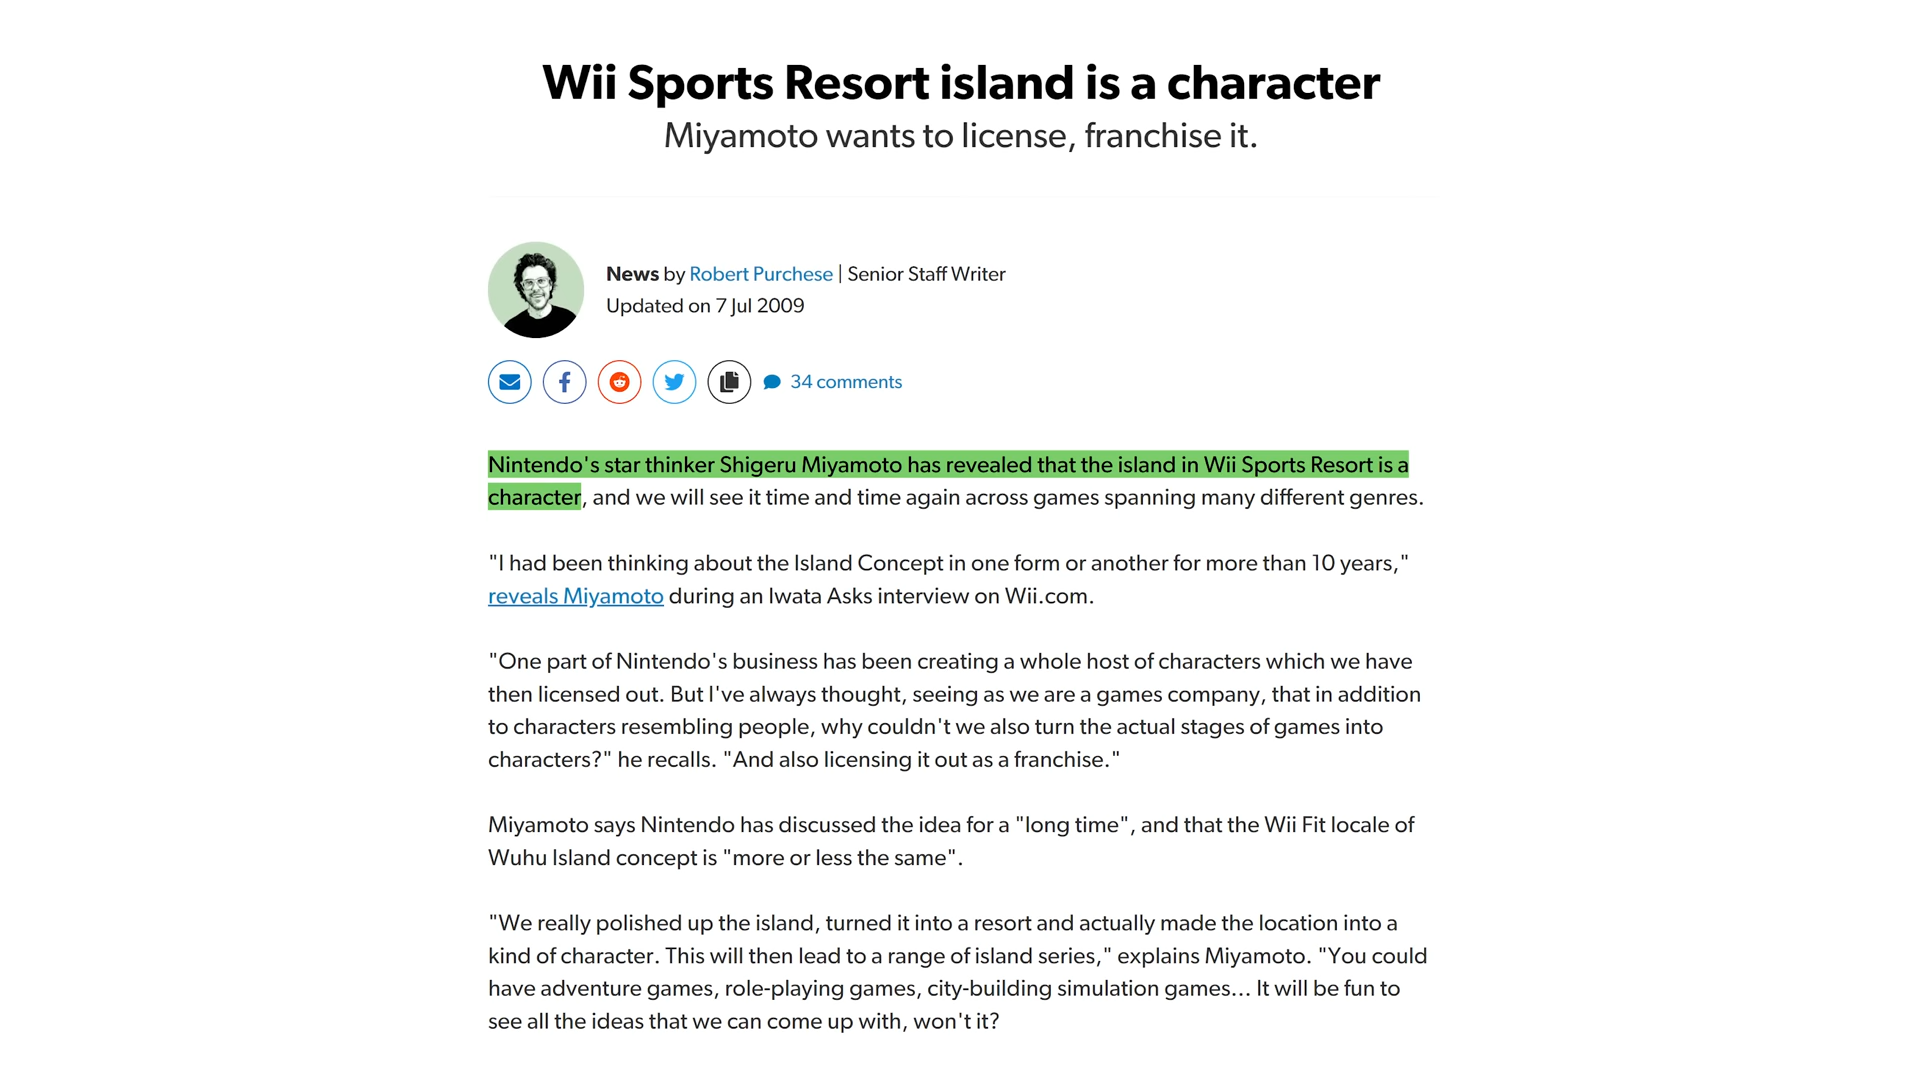 Wii Sports Resort island is a character
Miyamoto wants to license, franchise it.
News by Robert Purchese | Senior Staff Writer
Updated on 7 Jul 2009
34 comments
Nintendo's star thinker Shigeru Miyamoto has revealed that the island in Wii Sports Resort is a
character, and we will see it time and time again across games spanning many different genres.
"I had been thinking about the Island Concept in one form or another for more than 10 years,"
reveals Miyamoto during an Iwata Asks interview on Wii.com.
"One part of Nintendo's business has been creating a whole host of characters which we have
then licensed out. But I've always thought, seeing as we are a games company, that in addition
to characters resembling people, why couldn't we also turn the actual stages of games into
characters?" he recalls. "And also licensing it out as a franchise."
Miyamoto says Nintendo has discussed the idea for a "long time", and that the Wii Fit locale of
Wuhu Island concept is "more or less the same".
"We really polished up the island, turned it into a resort and actually made the location into a
kind of character. This will then lead to a range of island series," explains Miyamoto. "You could
have adventure games, role-playing games, city-building simulation games... It will be fun to
see all the ideas that we can come up with, won't it?